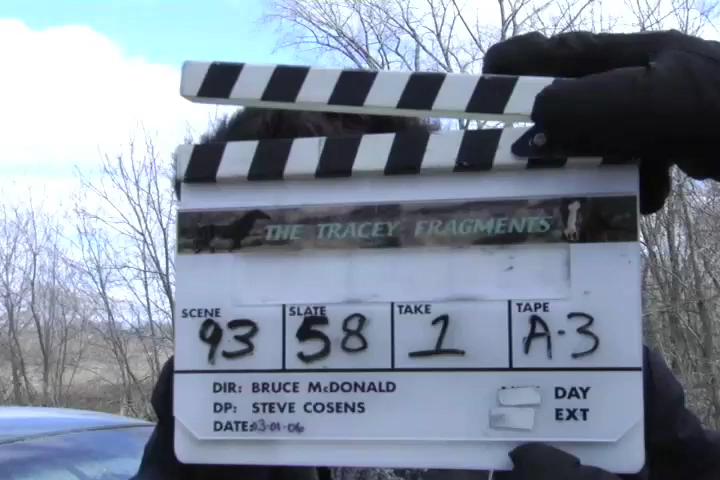 THE TRACEY FRAGMENTS
SCENE SLATE TAKE TAPE
93 58 1 A-3
DIR: BRUCE McDONALD DAY
DP: STEVE COSENS EXT
DATE: 03-01-06